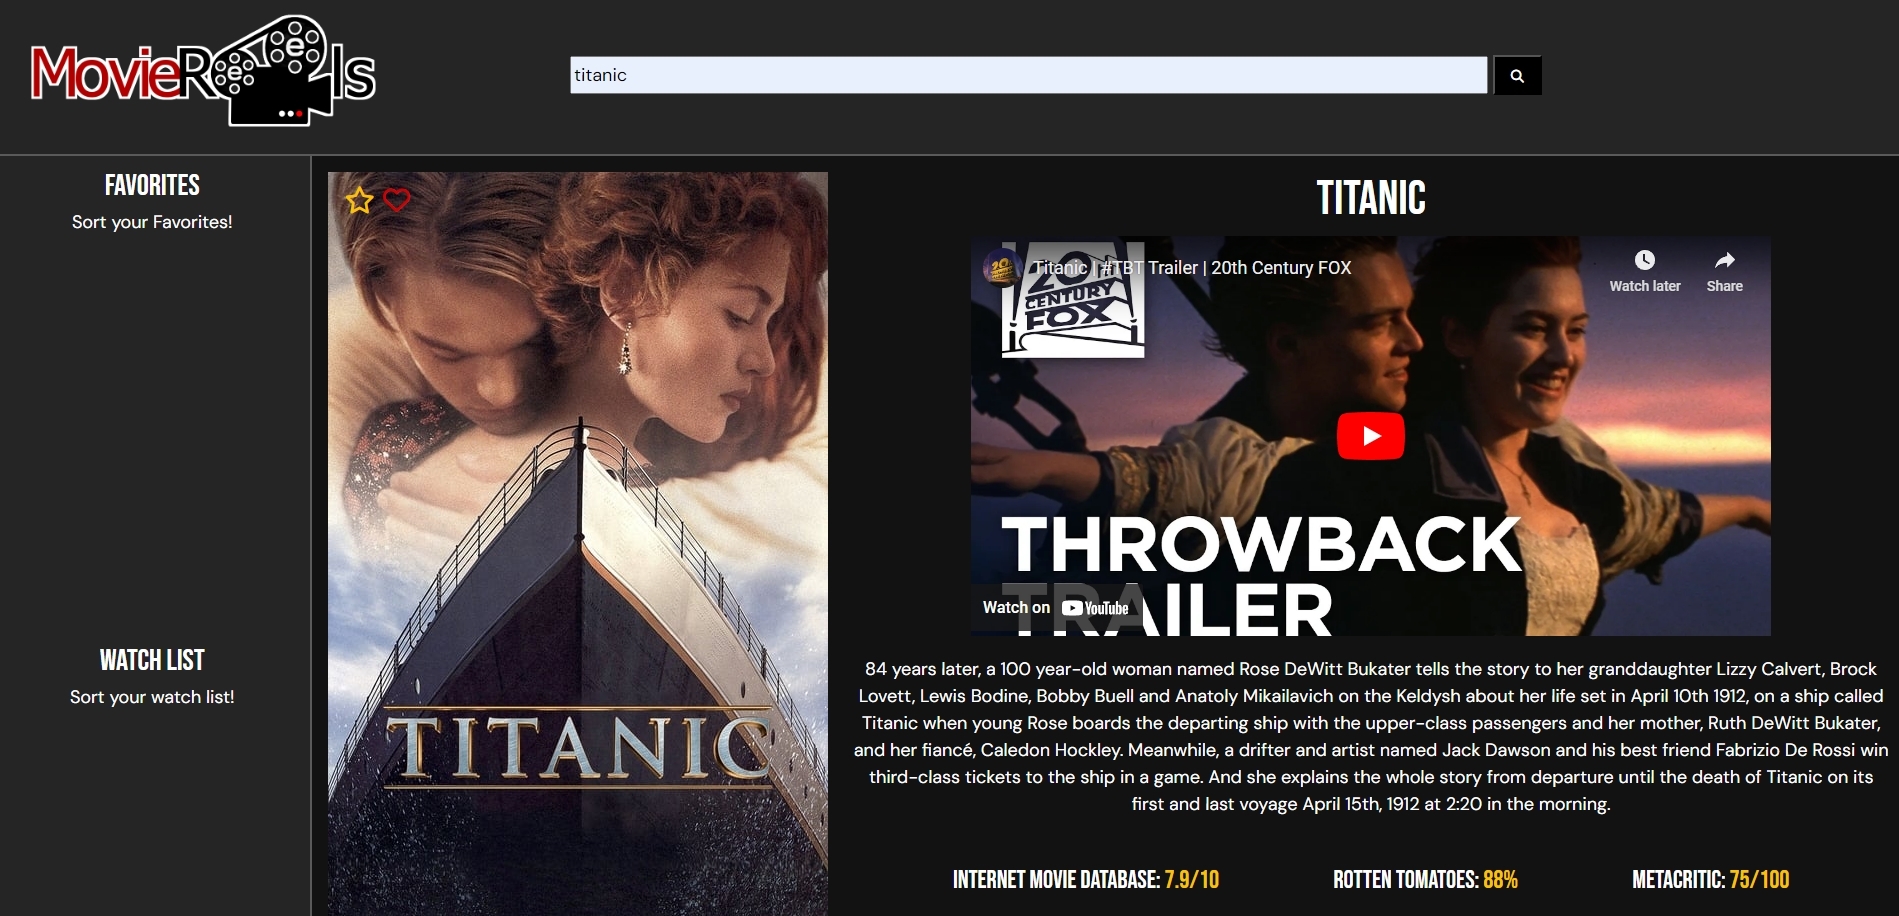 MovieReels
titanic
FAVORITES
Sort your Favorites!
WATCH LIST
Sort your watch list!
TITANIC
TITANIC
20
CENTURY
FOX
Titanic | #TBT Trailer | 20th Century FOX
Watch later
Share
THROWBACK
TRAILER
Watch on YouTube
84 years later, a 100 year-old woman named Rose DeWitt Bukater tells the story to her granddaughter Lizzy Calvert, Brock
Lovett, Lewis Bodine, Bobby Buell and Anatoly Mikailavich on the Keldysh about her life set in April 10th 1912, on a ship called
Titanic when young Rose boards the departing ship with the upper-class passengers and her mother, Ruth DeWitt Bukater,
and her fiancé, Caledon Hockley. Meanwhile, a drifter and artist named Jack Dawson and his best friend Fabrizio De Rossi win
third-class tickets to the ship in a game. And she explains the whole story from departure until the death of Titanic on its
first and last voyage April 15th, 1912 at 2:20 in the morning.
INTERNET MOVIE DATABASE: 7.9/10
ROTTEN TOMATOES: 88%
METACRITIC: 75/100